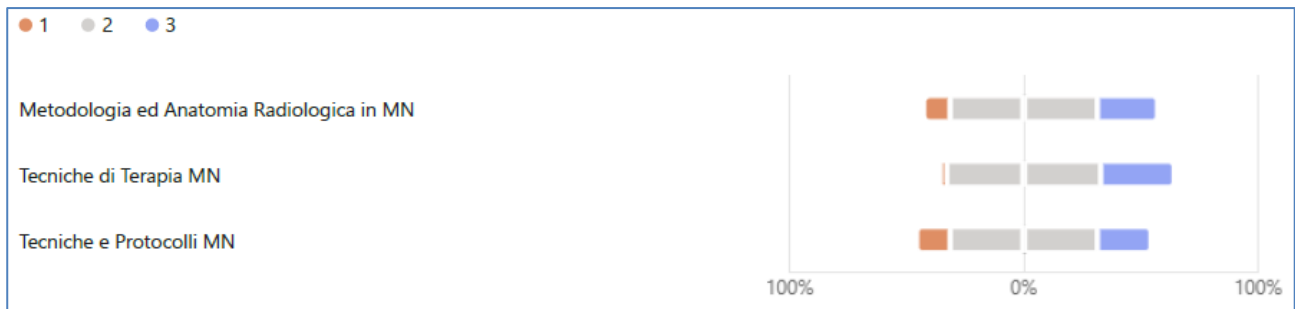 1 2 3
Metodologia ed Anatomia Radiologica in MN
Tecniche di Terapia MN
Tecniche e Protocolli MN
100% 0% 100%